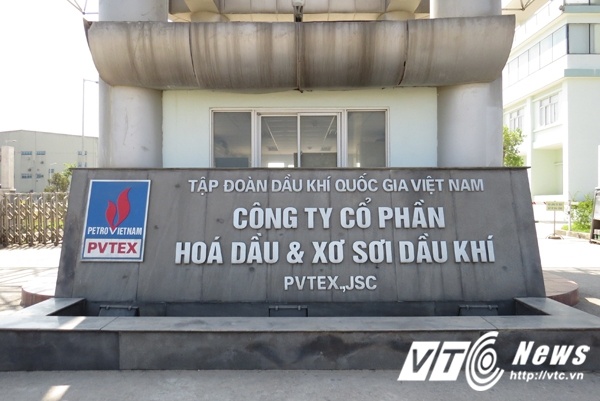 TẬP ĐOÀN DẦU KHÍ QUỐC GIA VIỆT NAM
CÔNG TY CỔ PHẦN
HOÁ DẦU & XƠ SỢI DẦU KHÍ
PVTEX.,JSC
PETROVIETNAM
PVTEX
VTC News
http://vtc.vn